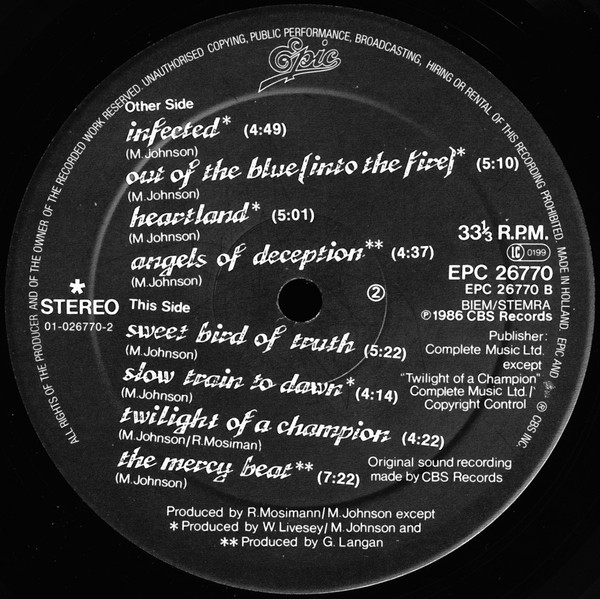 ALL RIGHTS OF THE PRODUCER AND OF THE OWNER OF THE RECORDED WORK RESERVED. UNAUTHORISED COPYING, PUBLIC PERFORMANCE, BROADCASTING, HIRING OR RENTAL OF THIS RECORDING PROHIBITED. MADE IN HOLLAND. EPIC AND ® CBS INC.
Epic
Other Side
infected* (4:49)
(M.Johnson)
out of the blue[into the fire]* (5:10)
(M.Johnson)
heartland* (5:01)
(M.Johnson)
angels of deception** (4:37)
(M.Johnson)
33⅓ R.P.M.
LC 0199
EPC 26770
EPC 26770 B
BIEM/STEMRA
℗1986 CBS Records
*
STEREO
01-026770-2
②
This Side
sweet bird of truth (5:22)
(M.Johnson)
slow train to dawn* (4:14)
(M.Johnson)
twilight of a champion (4:22)
(M.Johnson/R.Mosiman)
the mercy beat** (7:22)
(M.Johnson)
Publisher:
Complete Music Ltd.
except
"Twilight of a Champion"
Complete Music Ltd./
Copyright Control
Original sound recording
made by CBS Records
Produced by R.Mosimann/M.Johnson except
* Produced by W.Livesey/M.Johnson and
** Produced by G. Langan